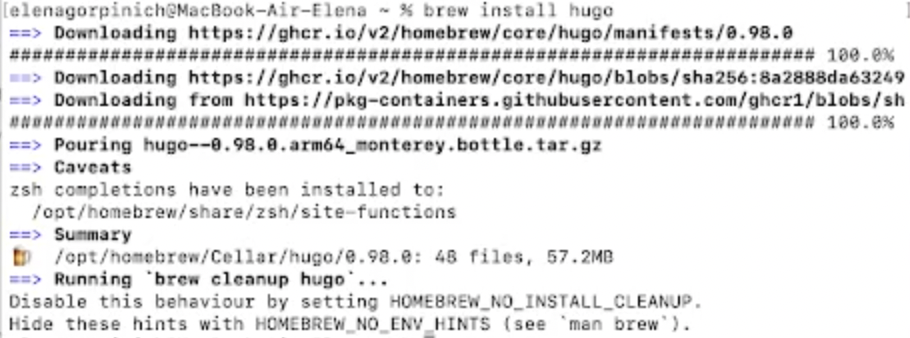 [elenagorpinich@MacBook-Air-Elena ~ % brew install hugo ]
==> Downloading https://ghcr.io/v2/homebrew/core/hugo/manifests/0.98.0
######################################################################## 100.0%
==> Downloading https://ghcr.io/v2/homebrew/core/hugo/blobs/sha256:8a2888da63249
==> Downloading from https://pkg-containers.githubusercontent.com/ghcr1/blobs/sh
######################################################################## 100.0%
==> Pouring hugo--0.98.0.arm64_monterey.bottle.tar.gz
==> Caveats
zsh completions have been installed to:
  /opt/homebrew/share/zsh/site-functions
==> Summary
🍺  /opt/homebrew/Cellar/hugo/0.98.0: 48 files, 57.2MB
==> Running `brew cleanup hugo`...
Disable this behaviour by setting HOMEBREW_NO_INSTALL_CLEANUP.
Hide these hints with HOMEBREW_NO_ENV_HINTS (see `man brew`).